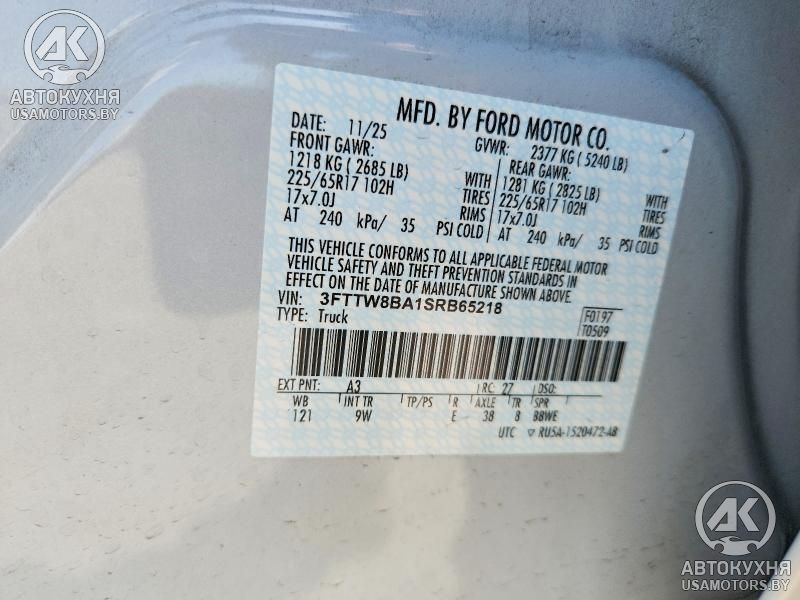 АК
АВТОКУХНЯ
USAMOTORS.BY
MFD. BY FORD MOTOR CO.
DATE: 11/25 GVWR: 2377 KG ( 5240 LB)
FRONT GAWR: REAR GAWR:
1218 KG ( 2685 LB) WITH 1281 KG ( 2825 LB) WITH
225/65R17 102H TIRES 225/65R17 102H TIRES
17x7.0J RIMS 17x7.0J RIMS
AT 240 kPa/ 35 PSI COLD AT 240 kPa/ 35 PSI COLD
THIS VEHICLE CONFORMS TO ALL APPLICABLE FEDERAL MOTOR
VEHICLE SAFETY AND THEFT PREVENTION STANDARDS IN
EFFECT ON THE DATE OF MANUFACTURE SHOWN ABOVE.
VIN: 3FTTW8BA1SRB65218
TYPE: Truck
F0197
T0509
EXT PNT: A3 RC: 27 DSO:
WB INT TR TP/PS R AXLE TR SPR
121 9W E 38 8 BBWE
UTC ▽ RU5A-1520472-AB
АК
АВТОКУХНЯ
USAMOTORS.BY